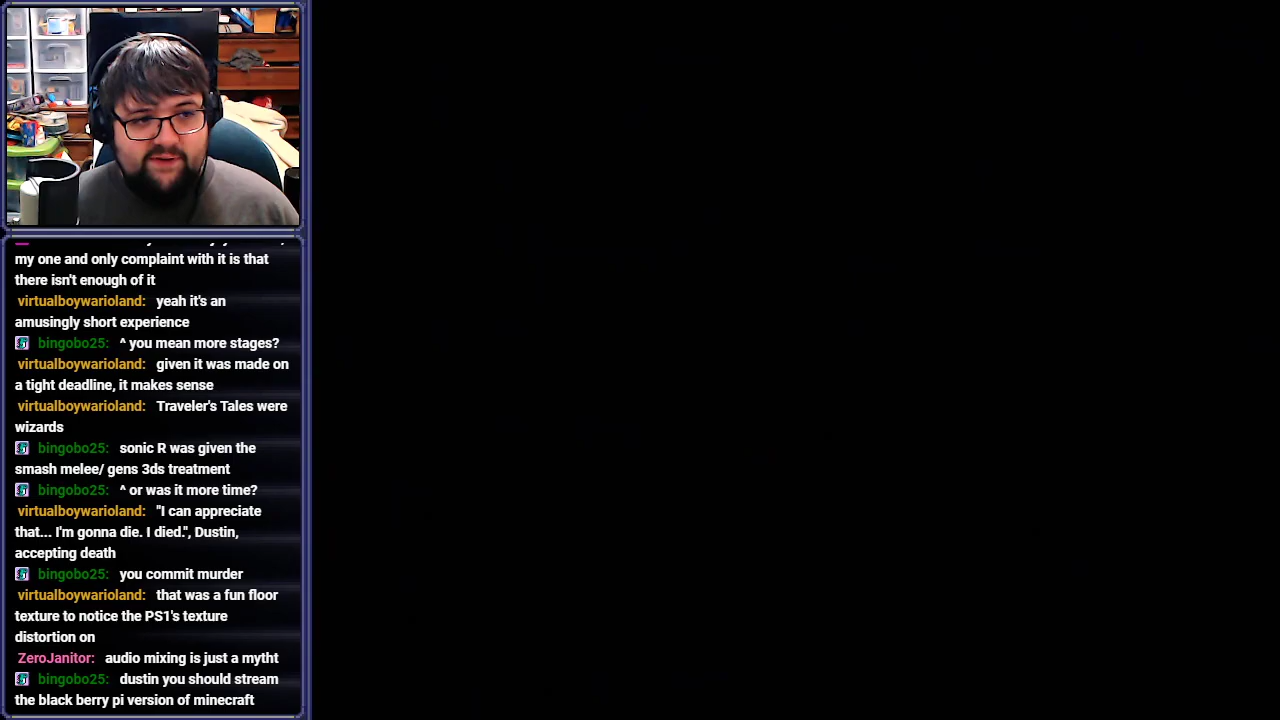 my one and only complaint with it is that
there isn't enough of it
virtualboywarioland: yeah it's an
amusingly short experience
bingobo25: ^ you mean more stages?
virtualboywarioland: given it was made on
a tight deadline, it makes sense
virtualboywarioland: Traveler's Tales were
wizards
bingobo25: sonic R was given the
smash melee/ gens 3ds treatment
bingobo25: ^ or was it more time?
virtualboywarioland: "I can appreciate
that... I'm gonna die. I died.", Dustin,
accepting death
bingobo25: you commit murder
virtualboywarioland: that was a fun floor
texture to notice the PS1's texture
distortion on
ZeroJanitor: audio mixing is just a mytht
bingobo25: dustin you should stream
the black berry pi version of minecraft